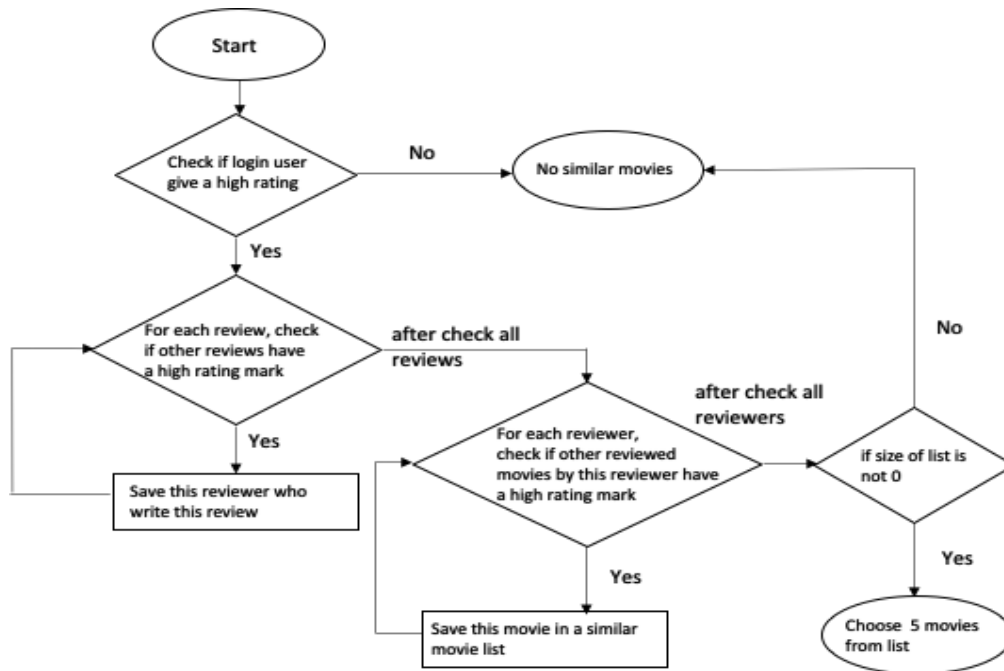 Start
Check if login user
give a high rating
No
No similar movies
Yes
For each review, check
if other reviews have
a high rating mark
after check all
reviews
Yes
Save this reviewer who
write this review
For each reviewer,
check if other reviewed
movies by this reviewer have
a high rating mark
after check all
reviewers
Yes
Save this movie in a similar
movie list
if size of list is
not 0
No
Yes
Choose 5 movies
from list